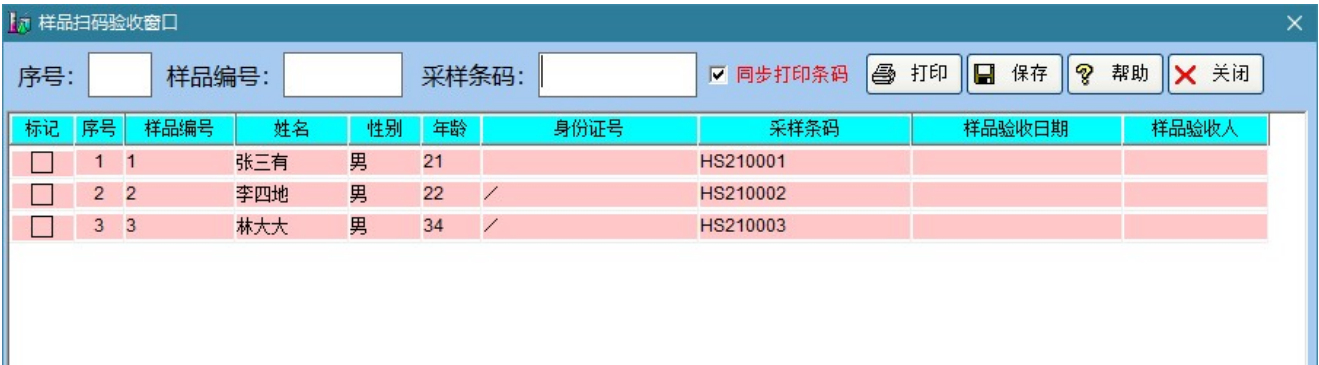 样品扫码验收窗口
序号： 样品编号： 采样条码： 同步打印条码 打印 保存 帮助 关闭
标记 序号 样品编号 姓名 性别 年龄 身份证号 采样条码 样品验收日期 样品验收人
1 1 张三有 男 21 HS210001
2 2 李四地 男 22 ／ HS210002
3 3 林大大 男 34 ／ HS210003